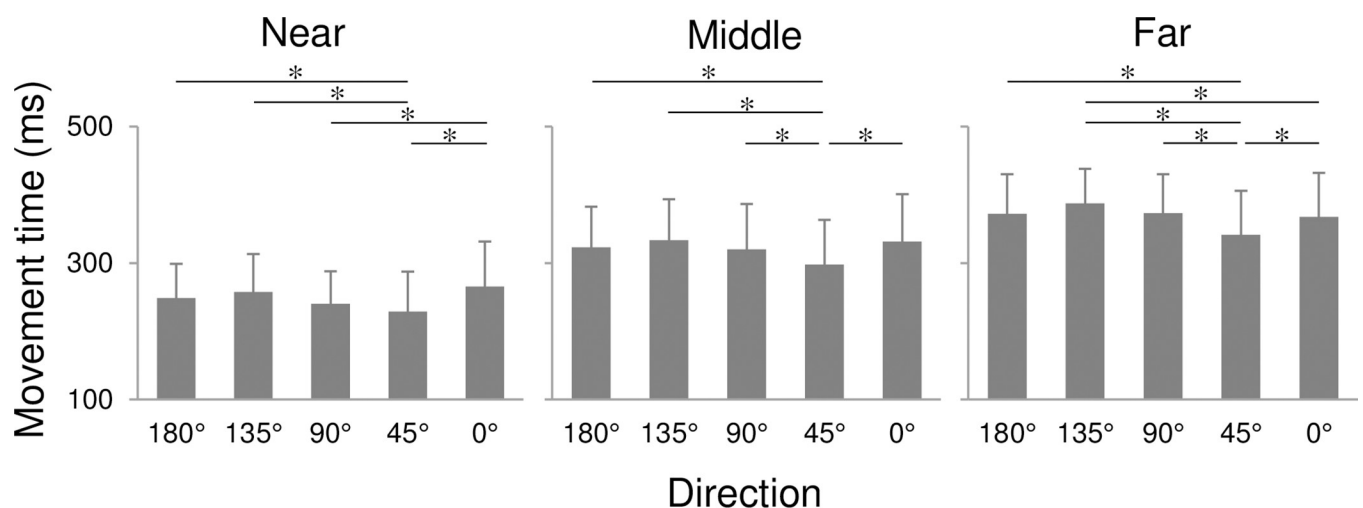 Near Middle Far
* * *
* * *
* * *
* * * * *
Movement time (ms)
500
300
100
180° 135° 90° 45° 0° 180° 135° 90° 45° 0° 180° 135° 90° 45° 0°
Direction